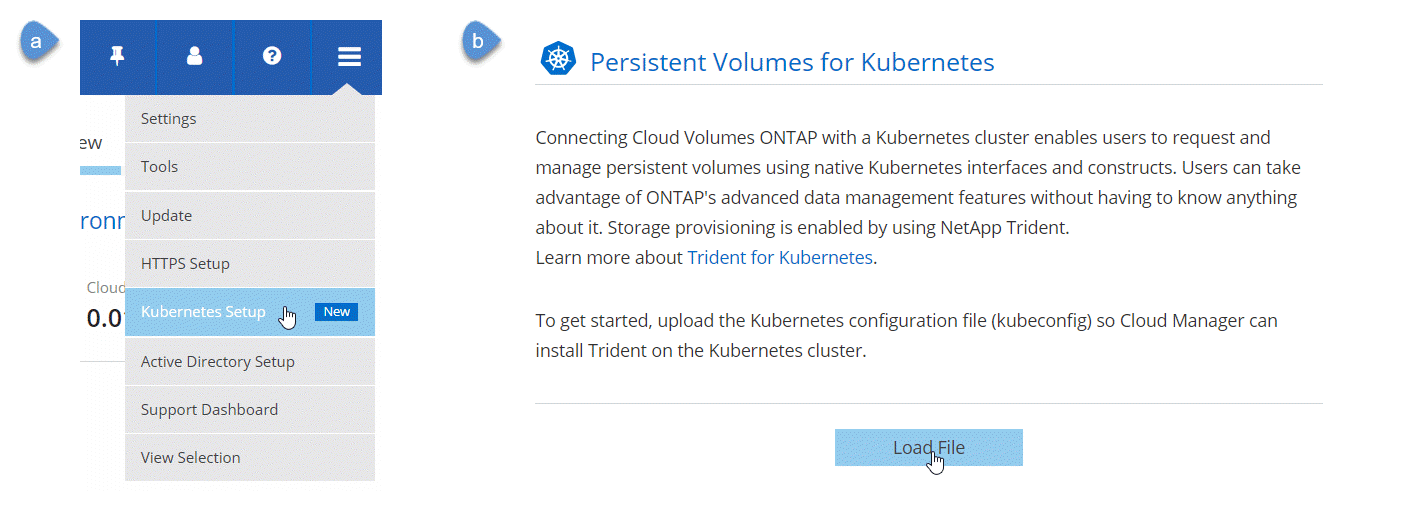 a
Settings
ew
Tools
Update
ronn
HTTPS Setup
Cloud
Kubernetes Setup New
0.0
Active Directory Setup
Support Dashboard
View Selection
b
Persistent Volumes for Kubernetes
Connecting Cloud Volumes ONTAP with a Kubernetes cluster enables users to request and
manage persistent volumes using native Kubernetes interfaces and constructs. Users can take
advantage of ONTAP's advanced data management features without having to know anything
about it. Storage provisioning is enabled by using NetApp Trident.
Learn more about Trident for Kubernetes.
To get started, upload the Kubernetes configuration file (kubeconfig) so Cloud Manager can
install Trident on the Kubernetes cluster.
Load File